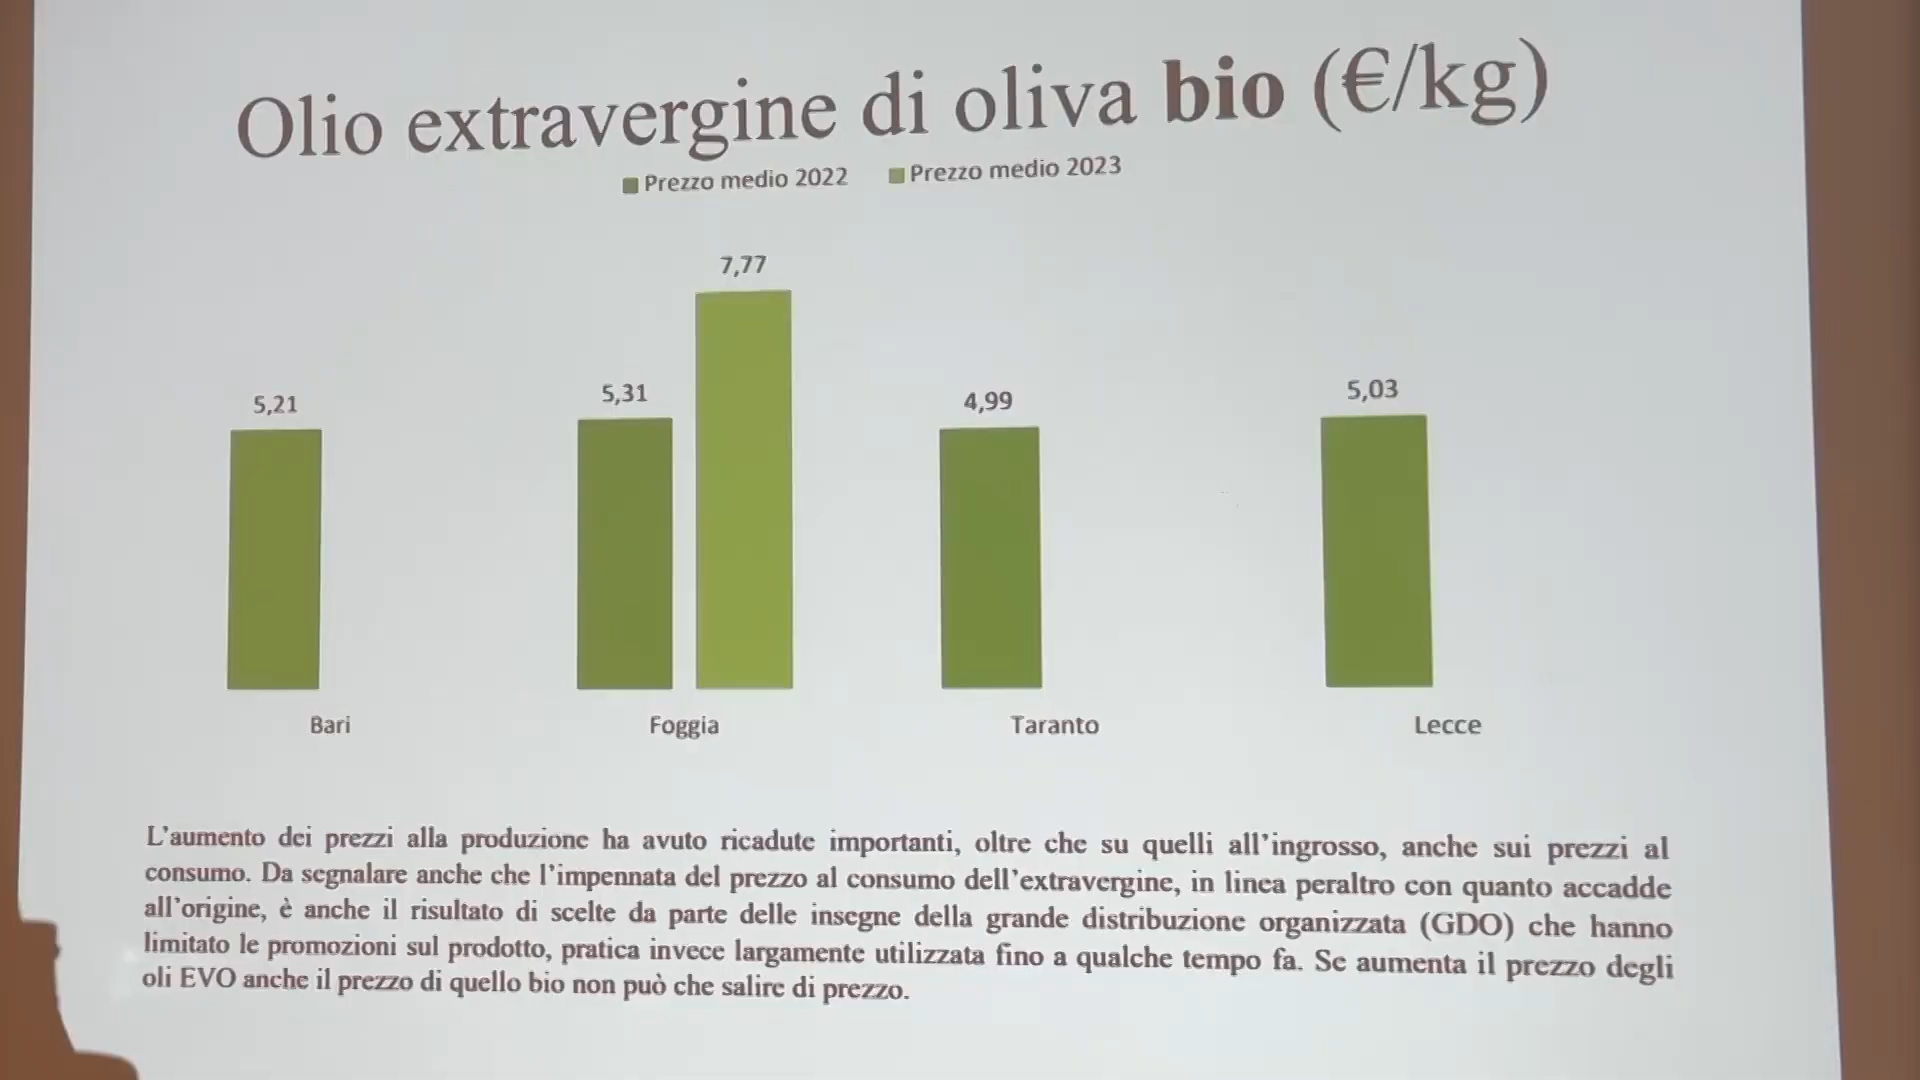 Olio extravergine di oliva bio (€/kg)
Prezzo medio 2022 Prezzo medio 2023
7,77
5,21 5,31 4,99 5,03
Bari Foggia Taranto Lecce
L'aumento dei prezzi alla produzione ha avuto ricadute importanti, oltre che su quelli all'ingrosso, anche sui prezzi al
consumo. Da segnalare anche che l'impennata del prezzo al consumo dell'extravergine, in linea peraltro con quanto accadde
all'origine, è anche il risultato di scelte da parte delle insegne della grande distribuzione organizzata (GDO) che hanno
limitato le promozioni sul prodotto, pratica invece largamente utilizzata fino a qualche tempo fa. Se aumenta il prezzo degli
oli EVO anche il prezzo di quello bio non può che salire di prezzo.